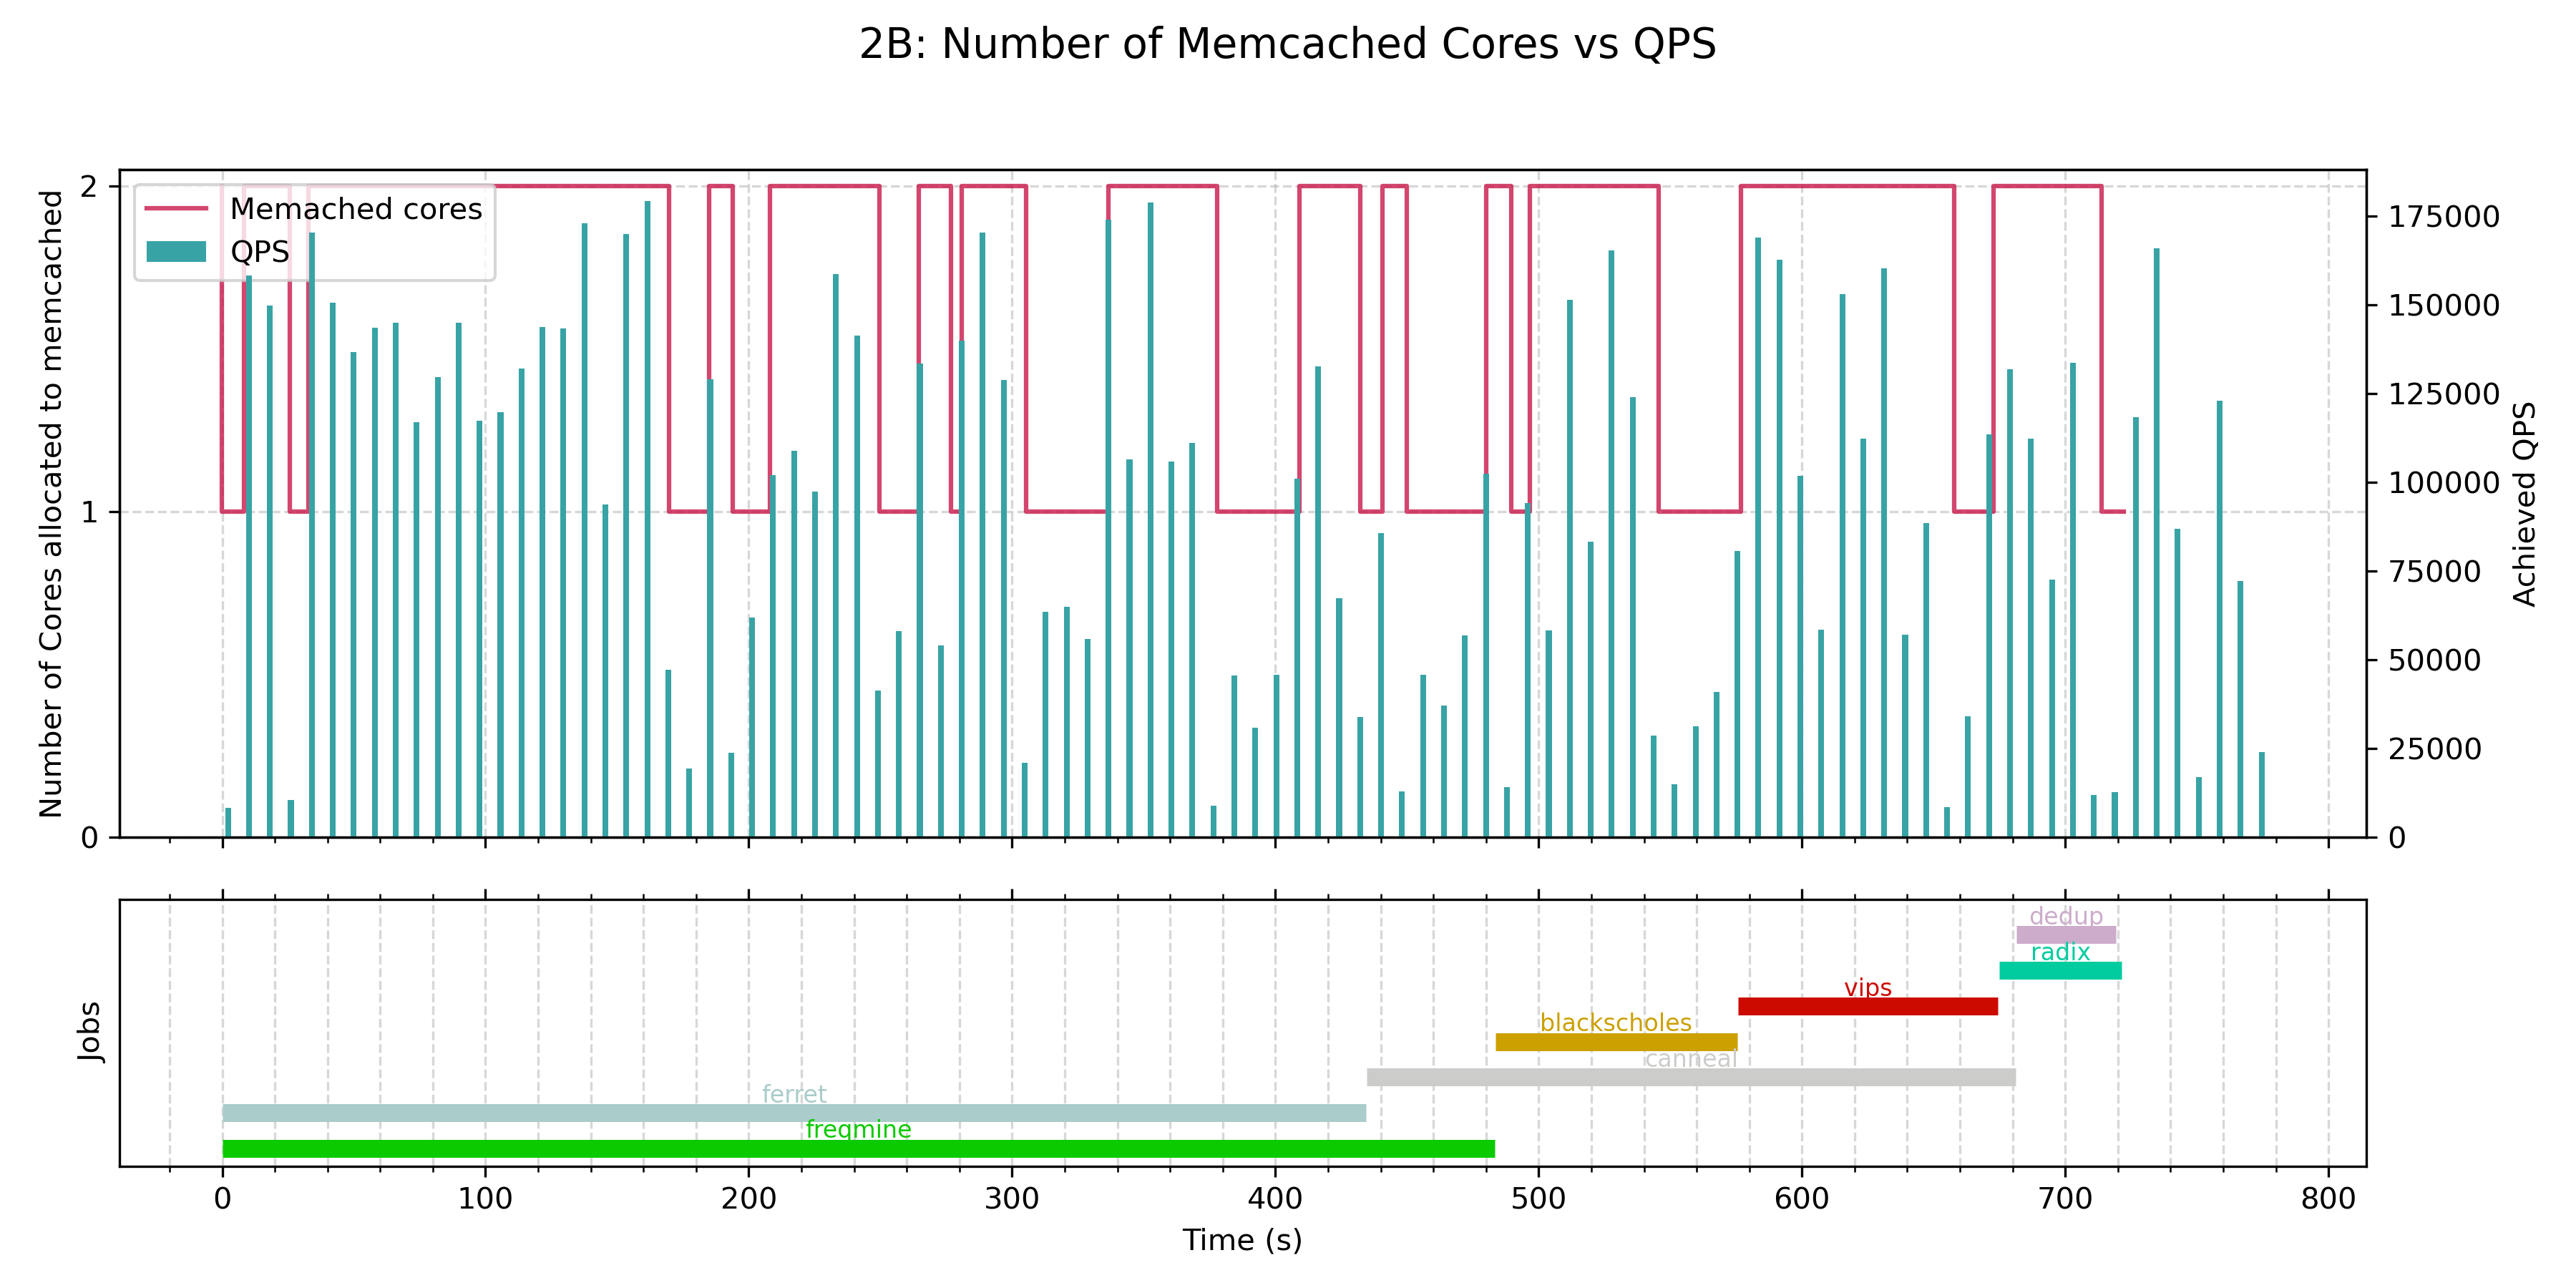 2B: Number of Memcached Cores vs QPS
Number of Cores allocated to memcached
2
1
0
Memached cores
QPS
175000
150000
125000
100000
75000
50000
25000
0
Achieved QPS
Jobs
dedup
radix
vips
blackscholes
canneal
ferret
freqmine
0 100 200 300 400 500 600 700 800
Time (s)